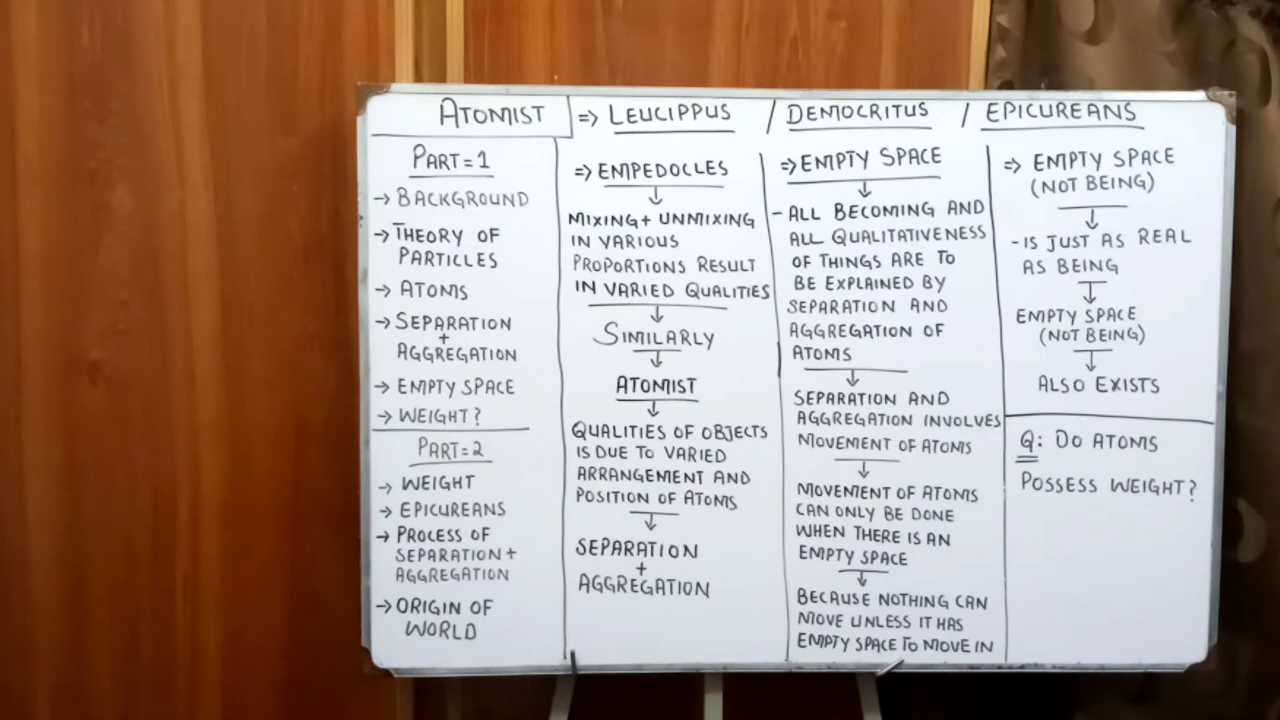 ATOMIST => LEUCIPPUS / DEMOCRITUS / EPICUREANS
PART=1
→ BACKGROUND
→ THEORY OF
PARTICLES
→ ATOMS
→ SEPARATION
+
AGGREGATION
→ EMPTY SPACE
→ WEIGHT?
PART=2
→ WEIGHT
→ EPICUREANS
→ PROCESS OF
SEPARATION +
AGGREGATION
→ ORIGIN OF
WORLD
=> EMPEDOCLES
↓
MIXING + UNMIXING
IN VARIOUS
PROPORTIONS RESULT
IN VARIED QUALITIES
↓
SIMILARLY
↓
ATOMIST
↓
QUALITIES OF OBJECTS
IS DUE TO VARIED
ARRANGEMENT AND
POSITION OF ATOMS
↓
SEPARATION
+
AGGREGATION
=> EMPTY SPACE
↓
- ALL BECOMING AND
ALL QUALITATIVENESS
OF THINGS ARE TO
BE EXPLAINED BY
SEPARATION AND
AGGREGATION OF
ATOMS
↓
SEPARATION AND
AGGREGATION INVOLVES
MOVEMENT OF ATOMS
↓
MOVEMENT OF ATOMS
CAN ONLY BE DONE
WHEN THERE IS AN
EMPTY SPACE
↓
BECAUSE NOTHING CAN
MOVE UNLESS IT HAS
EMPTY SPACE TO MOVE IN
=> EMPTY SPACE
(NOT BEING)
↓
- IS JUST AS REAL
AS BEING
↓
EMPTY SPACE
(NOT BEING)
↓
ALSO EXISTS
Q: DO ATOMS
POSSESS WEIGHT?